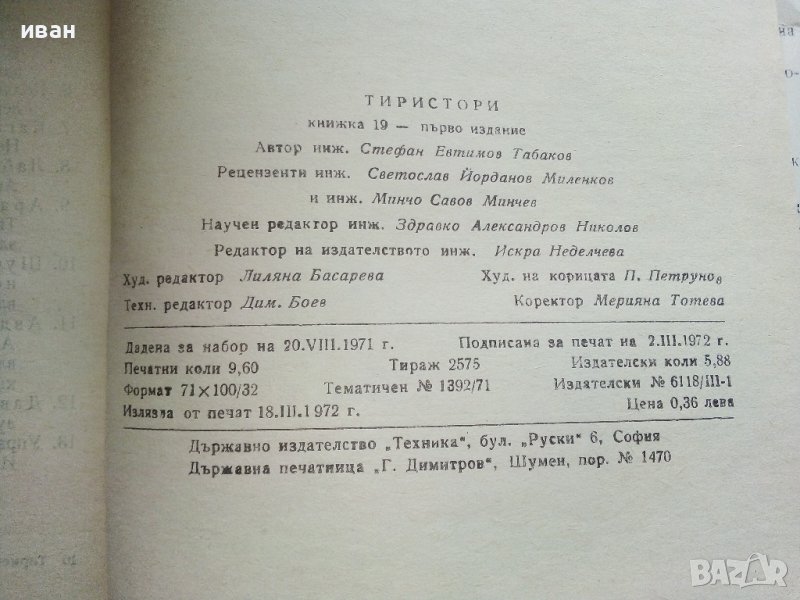 иван
ТИРИСТОРИ
книжка 19 — първо издание
Автор инж. Стефан Евтимов Табаков
Рецензенти инж. Светослав Йорданов Миленков
и инж. Минчо Савов Минчев
Научен редактор инж. Здравко Александров Николов
Редактор на издателството инж. Искра Неделчева
Худ. редактор Лиляна Басарева Худ. на корицата П. Петрунов
Техн. редактор Дим. Боев Коректор Мерияна Тотева
Дадена за набор на 20.VIII.1971 г. Подписана за печат на 2.III.1972 г.
Печатни коли 9,60 Тираж 2575 Издателски коли 5,88
Формат 71×100/32 Тематичен № 1392/71 Издателски № 6118/III-1
Излязва от печат 18.III.1972 г. Цена 0,36 лева
Държавно издателство „Техника“, бул. „Руски“ 6, София
Държавна печатница „Г. Димитров“, Шумен, пор. № 1470
BAZAR